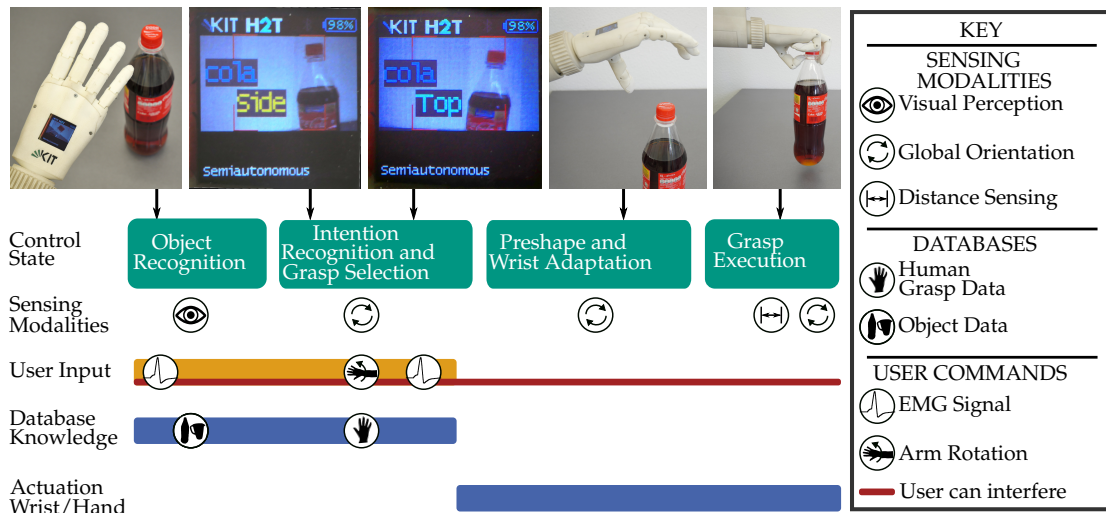 KIT H2T
98%
cola
Side
Semiautonomous
KIT H2T
98%
cola
Top
Semiautonomous
KIT
Control
State
Object
Recognition
Intention
Recognition and
Grasp Selection
Preshape and
Wrist Adaptation
Grasp
Execution
Sensing
Modalities
User Input
Database
Knowledge
Actuation
Wrist/Hand
KEY
SENSING
MODALITIES
Visual Perception
Global Orientation
Distance Sensing
DATABASES
Human
Grasp Data
Object Data
USER COMMANDS
EMG Signal
Arm Rotation
User can interfere